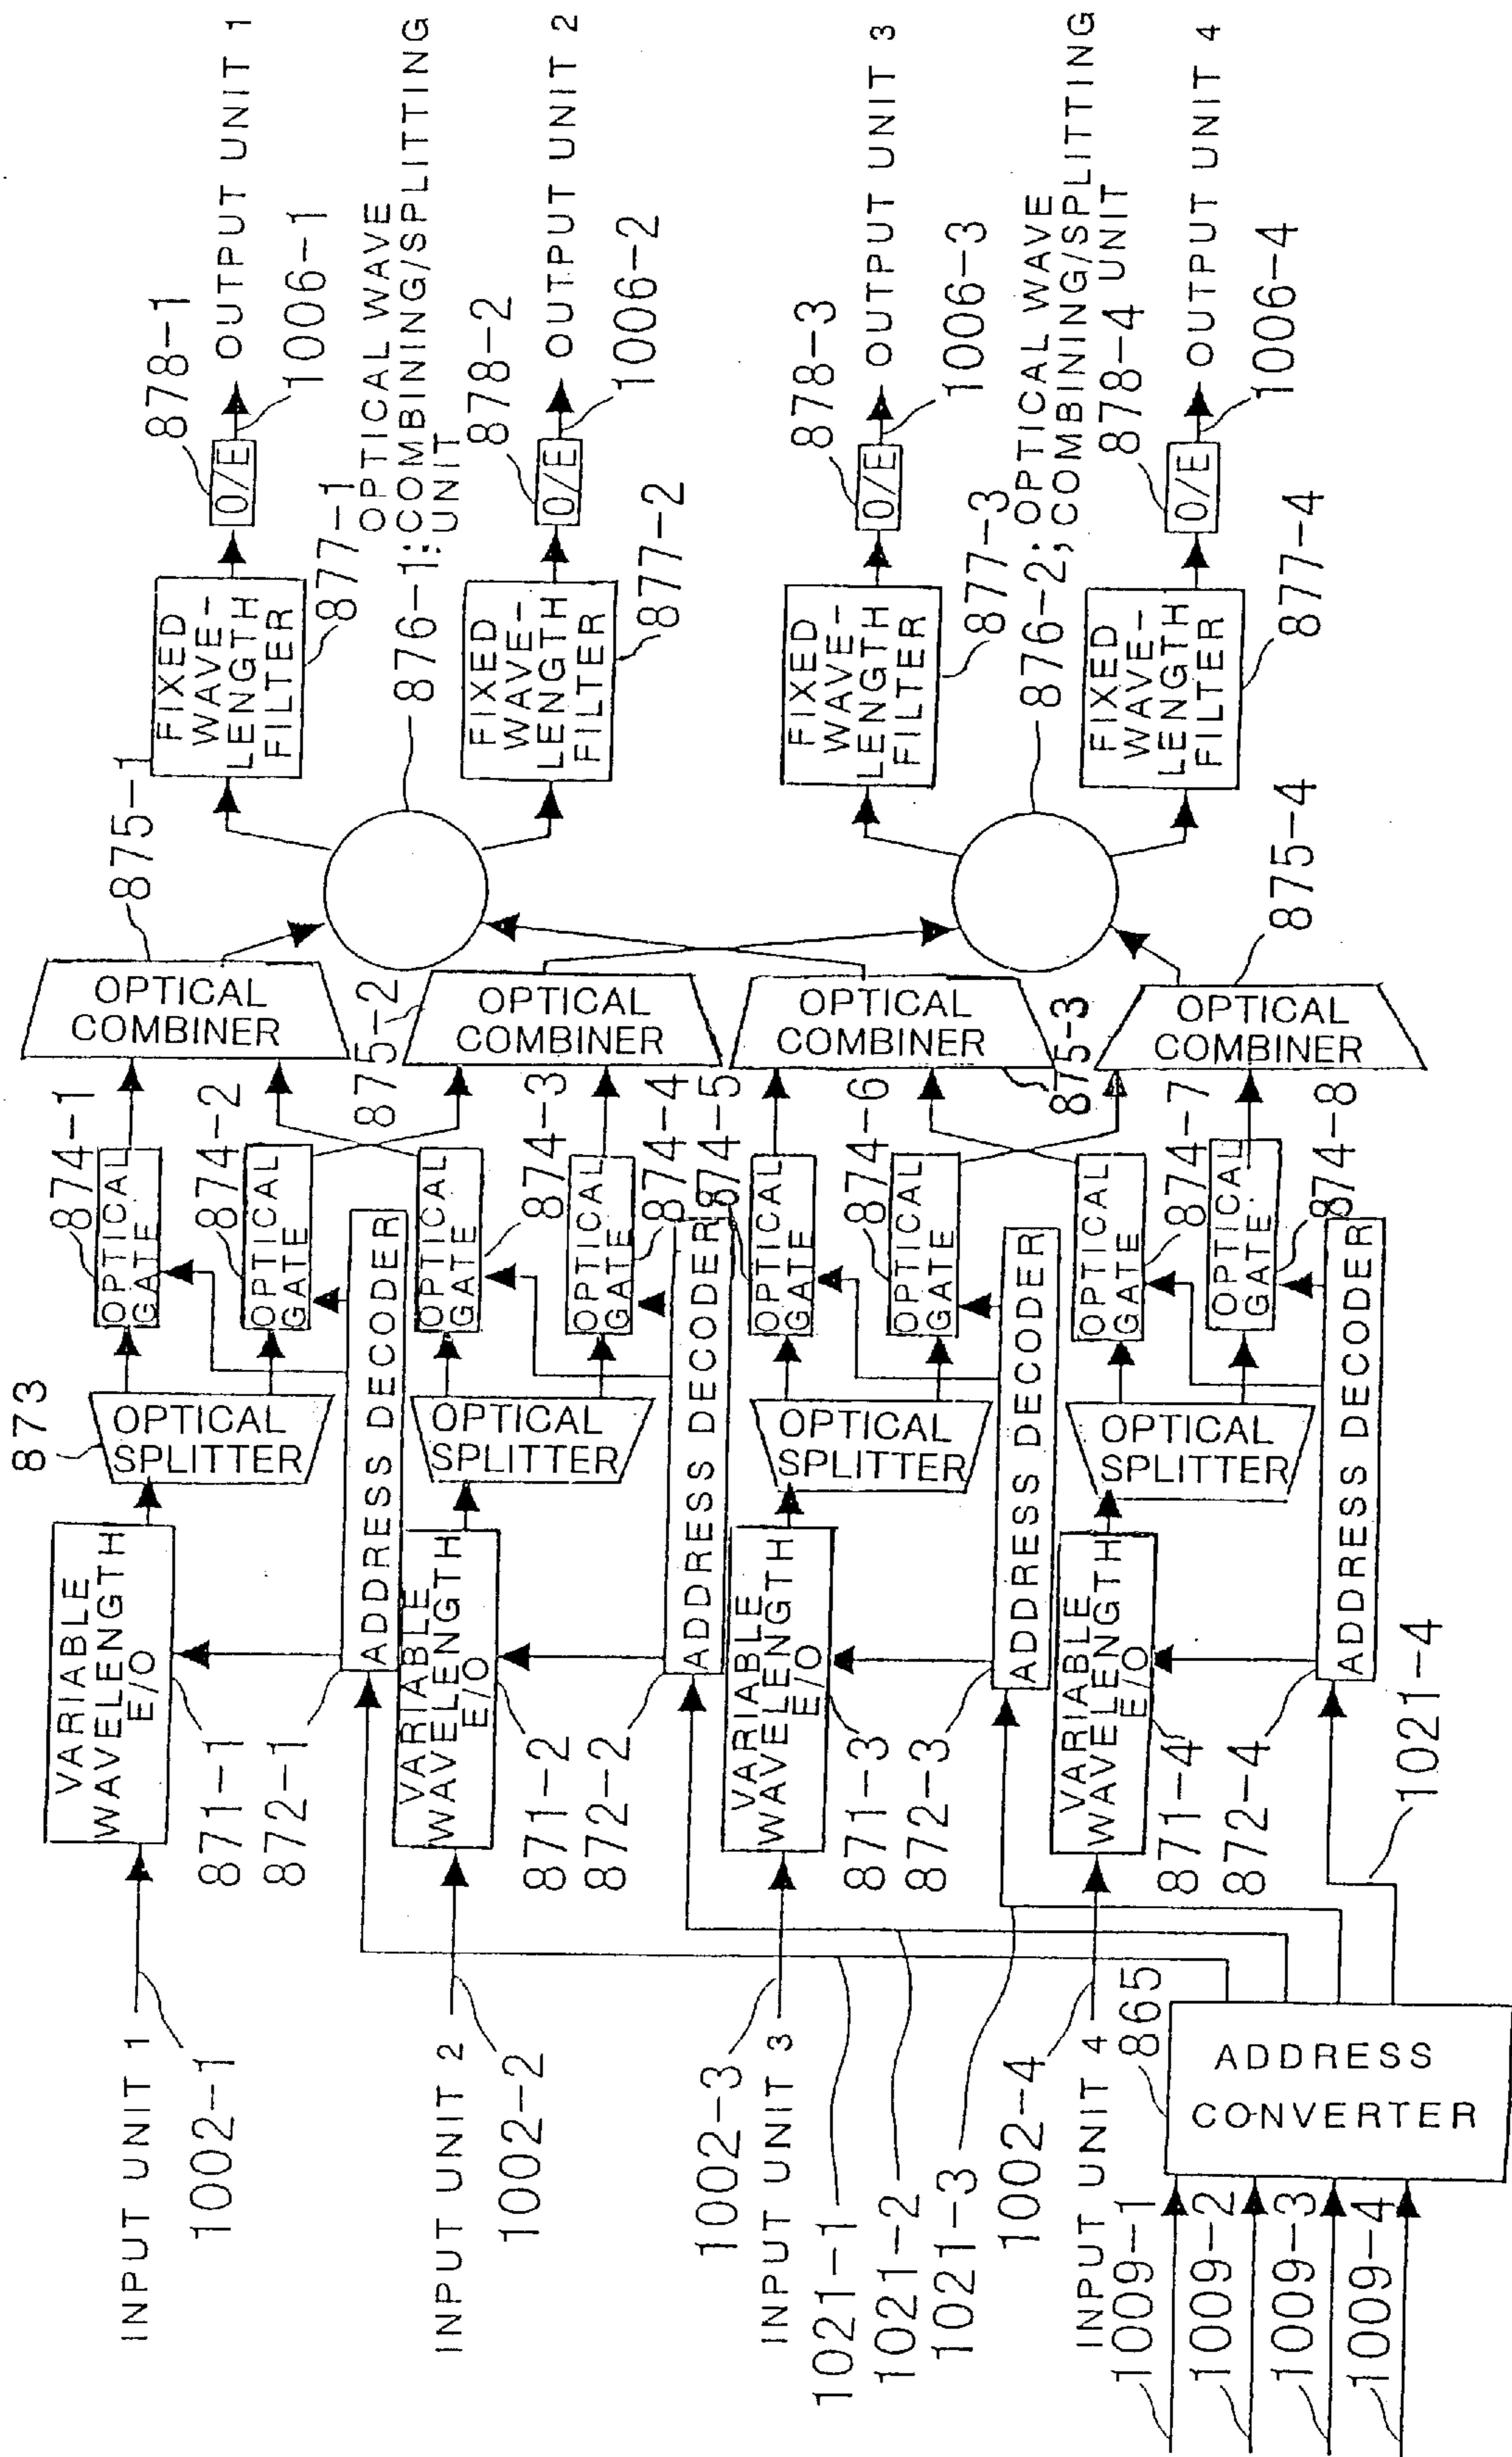 INPUT UNIT 1
1002-1
VARIABLE
WAVELENGTH
E/O
871-1
872-1
ADDRESS DECODER
873
OPTICAL
SPLITTER
874-1
OPTICAL
GATE
874-2
OPTICAL
GATE
875-1
OPTICAL
COMBINER
FIXED
WAVE-
LENGTH
FILTER
877-1
878-1
O/E
OUTPUT UNIT 1
1006-1
OPTICAL WAVE
876-1;COMBINING/SPLITTING
UNIT
INPUT UNIT 2
1002-2
VARIABLE
WAVELENGTH
E/O
871-2
872-2
ADDRESS DECODER
OPTICAL
SPLITTER
OPTICAL
GATE
874-3
OPTICAL
GATE
874-4
875-2
OPTICAL
COMBINER
FIXED
WAVE-
LENGTH
FILTER
877-2
878-2
O/E
OUTPUT UNIT 2
1006-2
1002-3
INPUT UNIT 3
VARIABLE
WAVELENGTH
E/O
871-3
872-3
ADDRESS DECODER
OPTICAL
SPLITTER
874-5
OPTICAL
GATE
874-6
OPTICAL
GATE
OPTICAL
COMBINER
875-3
FIXED
WAVE-
LENGTH
FILTER
877-3
878-3
O/E
OUTPUT UNIT 3
1006-3
OPTICAL WAVE
876-2;COMBINING/SPLITTING
UNIT
1021-1
1021-2
1021-3
1002-4
INPUT UNIT 4
VARIABLE
WAVELENGTH
E/O
871-4
872-4
ADDRESS DECODER
OPTICAL
SPLITTER
OPTICAL
GATE
874-7
OPTICAL
GATE
874-8
OPTICAL
COMBINER
875-4
FIXED
WAVE-
LENGTH
FILTER
877-4
878-4
O/E
OUTPUT UNIT 4
1006-4
1009-1
1009-2
1009-3
1009-4
865
ADDRESS
CONVERTER
1021-4